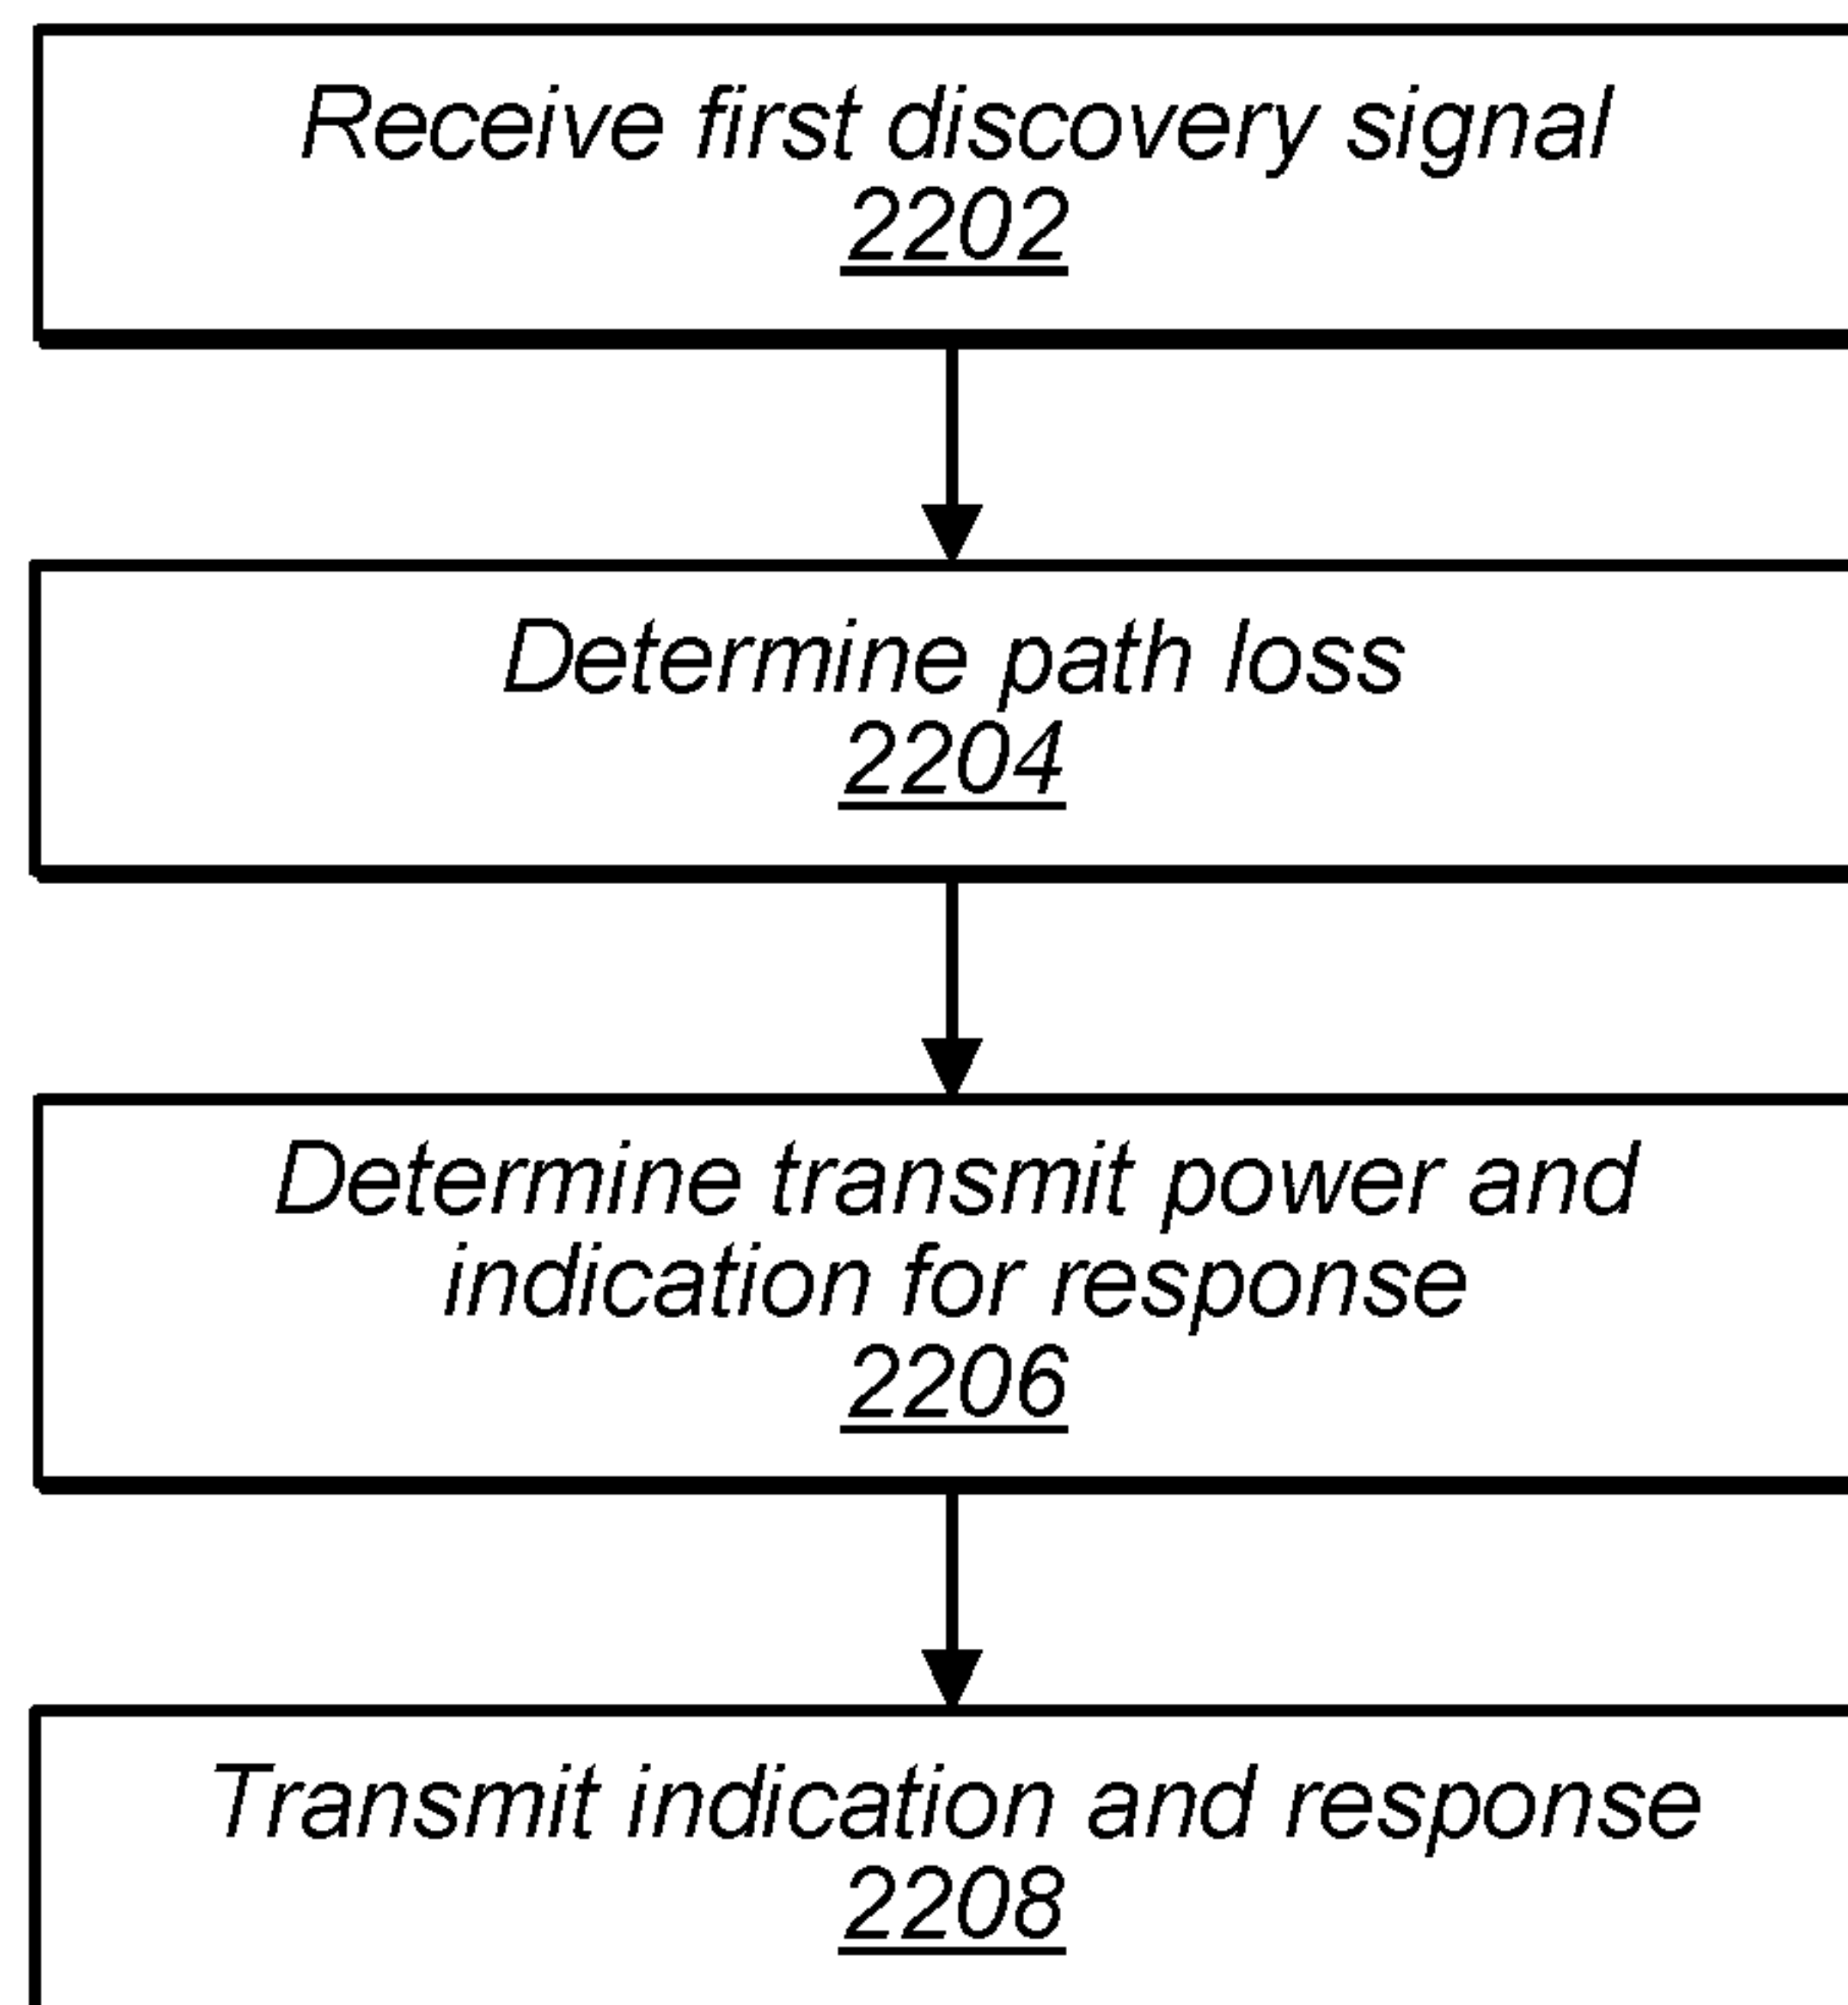 Receive first discovery signal
2202
Determine path loss
2204
Determine transmit power and
indication for response
2206
Transmit indication and response
2208